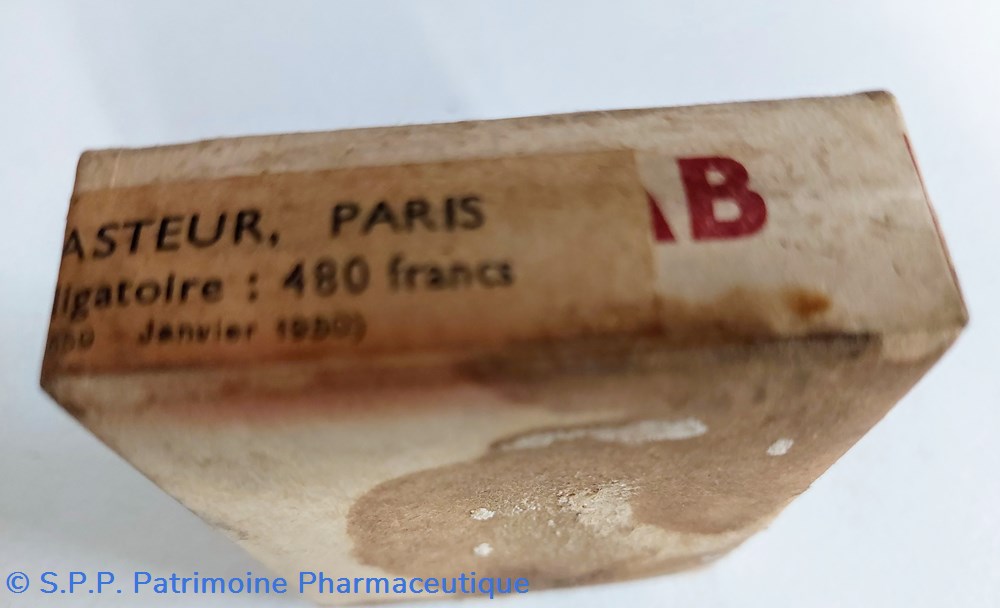 ASTEUR, PARIS
ligatoire : 480 francs
Janvier 1950)
AB
© S.P.P. Patrimoine Pharmaceutique